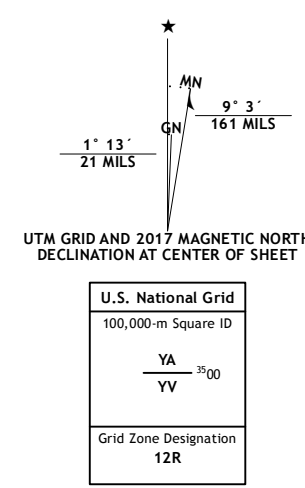 ★
MN
GN
9° 3´
161 MILS
1° 13´
21 MILS
UTM GRID AND 2017 MAGNETIC NORTH
DECLINATION AT CENTER OF SHEET
U.S. National Grid
100,000-m Square ID
YA
3500
YV
Grid Zone Designation
12R